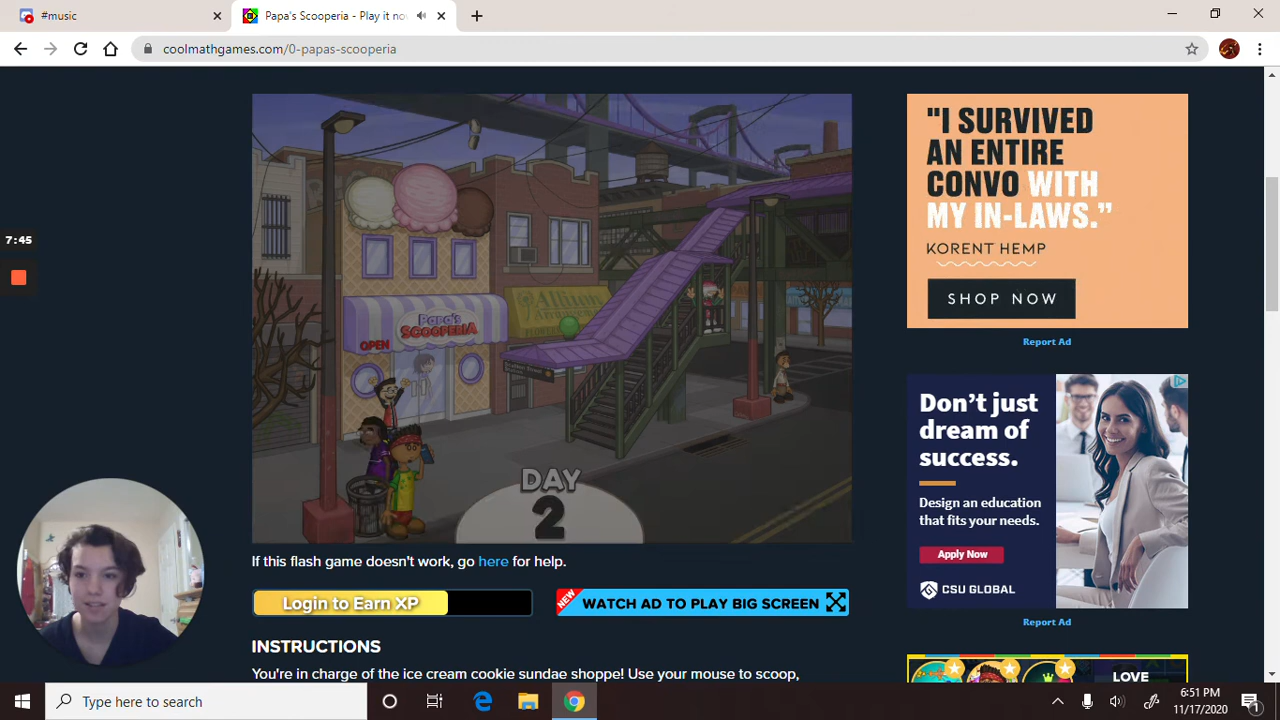 #music
Papa's Scooperia - Play it no
coolmathgames.com/0-papas-scooperia
7:45
Papa's
SCOOPERIA
OPEN
DAY
2
"I SURVIVED
AN ENTIRE
CONVO WITH
MY IN-LAWS."
KORENT HEMP
SHOP NOW
Report Ad
Don't just
dream of
success.
Design an education
that fits your needs.
Apply Now
CSU GLOBAL
Report Ad
If this flash game doesn't work, go here for help.
Login to Earn XP
NEW
WATCH AD TO PLAY BIG SCREEN
INSTRUCTIONS
You're in charge of the ice cream cookie sundae shoppe! Use your mouse to scoop,
LOVE
Type here to search
6:51 PM
11/17/2020
1